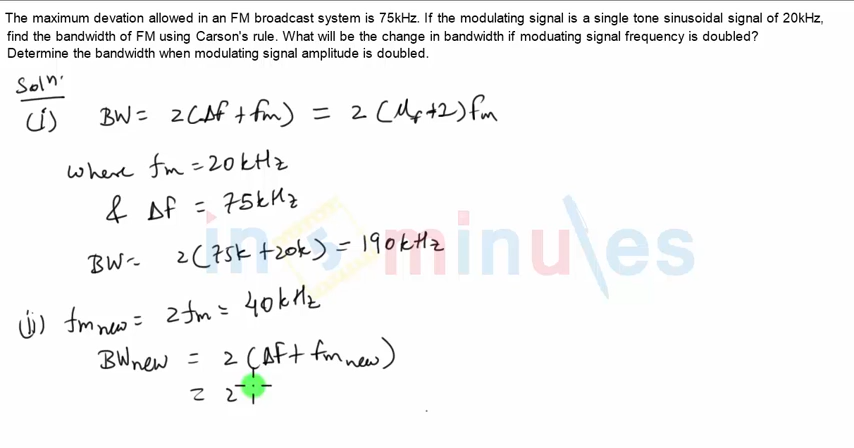 The maximum devation allowed in an FM broadcast system is 75kHz. If the modulating signal is a single tone sinusoidal signal of 20kHz,
find the bandwidth of FM using Carson's rule. What will be the change in bandwidth if moduating signal frequency is doubled?
Determine the bandwidth when modulating signal amplitude is doubled.
Soln.
(i) BW = 2(Δf + fm) = 2(Mf+2)fm
where fm = 20kHz
& Δf = 75kHz
in 5 minutes
BW = 2(75k + 20k) = 190kHz
(ii) fm new = 2fm = 40kHz
BW new = 2(Δf + fm new)
= 2